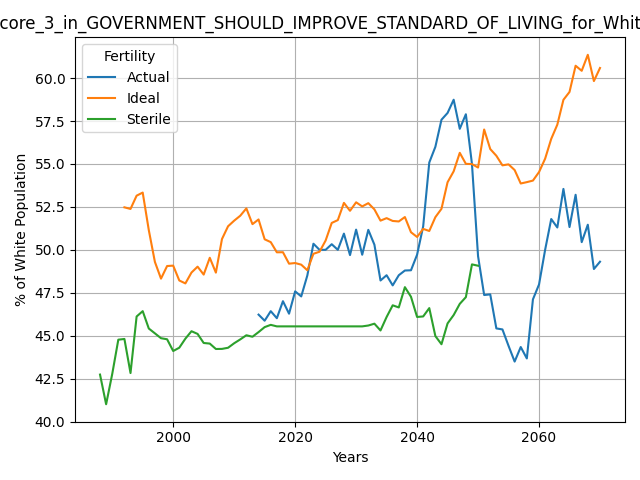 core_3_in_GOVERNMENT_SHOULD_IMPROVE_STANDARD_OF_LIVING_for_Whit
Fertility
Actual
Ideal
Sterile
60.0
57.5
55.0
52.5
50.0
47.5
45.0
42.5
40.0
% of White Population
2000 2020 2040 2060
Years